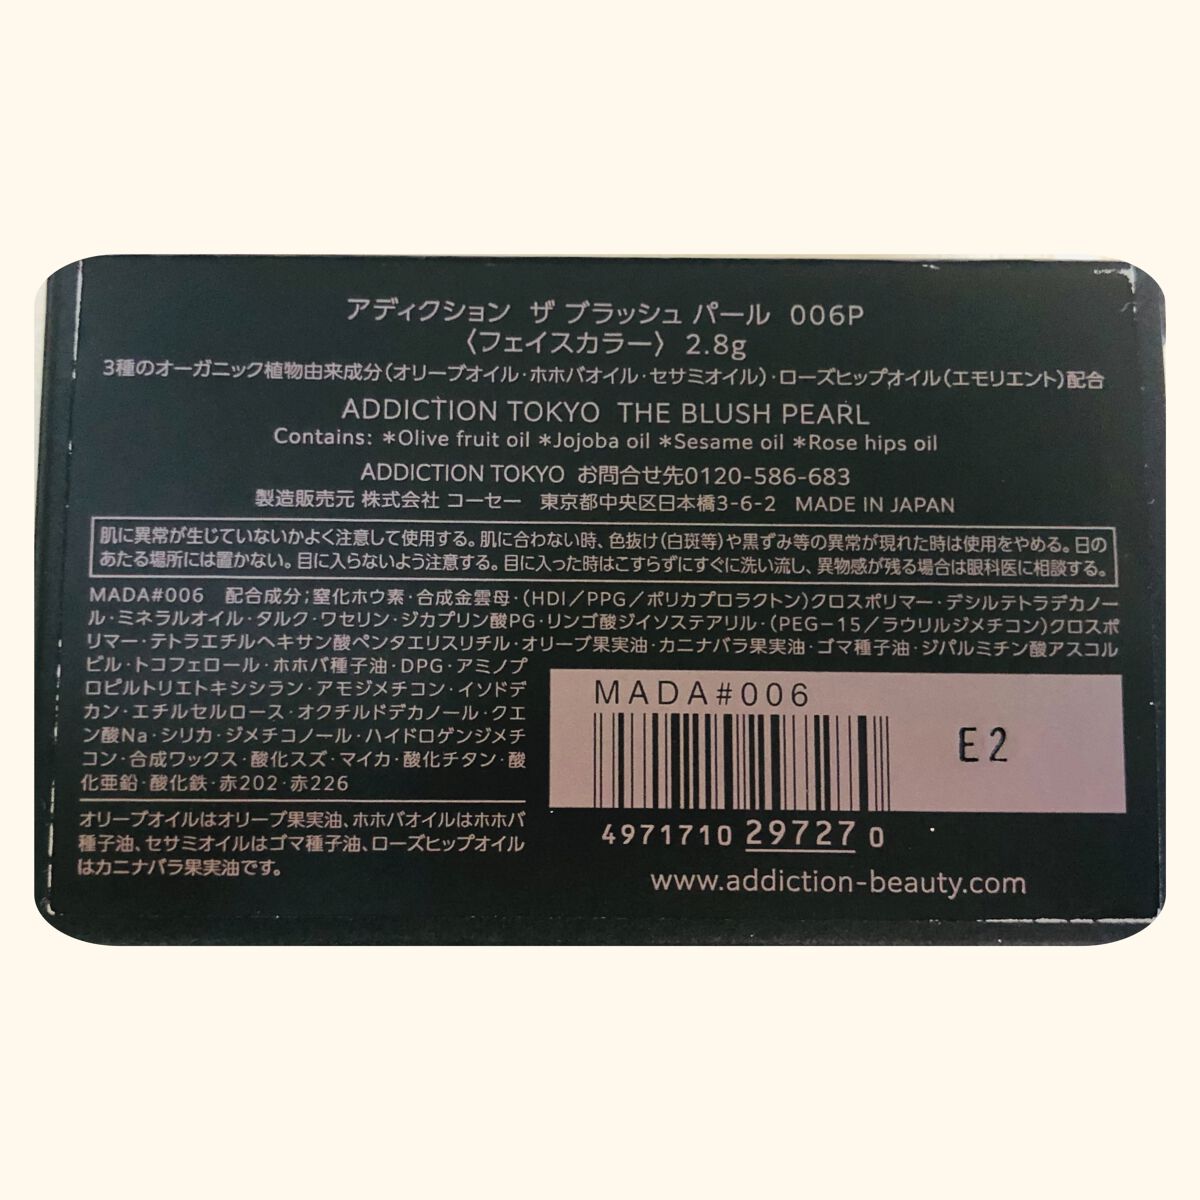 アディクション ザ ブラッシュ パール 006P
〈フェイスカラー〉 2.8g
3種のオーガニック植物由来成分(オリーブオイル・ホホバオイル・セサミオイル)・ローズヒップオイル(エモリエント)配合
ADDICTION TOKYO THE BLUSH PEARL
Contains: *Olive fruit oil *Jojoba oil *Sesame oil *Rose hips oil
ADDICTION TOKYO お問合せ先0120-586-683
製造販売元 株式会社 コーセー 東京都中央区日本橋3-6-2 MADE IN JAPAN
肌に異常が生じていないかよく注意して使用する。肌に合わない時、色抜け(白斑等)や黒ずみ等の異常が現れた時は使用をやめる。日の
あたる場所には置かない。目に入らないよう注意する。目に入った時はこすらずにすぐに洗い流し、異物感が残る場合は眼科医に相談する。
MADA#006 配合成分;窒化ホウ素・合成金雲母・(HDI/PPG/ポリカプロラクトン)クロスポリマー・デシルテトラデカノー
ル・ミネラルオイル・タルク・ワセリン・ジカプリン酸PG・リンゴ酸ジイソステアリル・(PEG-15/ラウリルジメチコン)クロスポ
リマー・テトラエチルヘキサン酸ペンタエリスリチル・オリーブ果実油・カニナバラ果実油・ゴマ種子油・ジパルミチン酸アスコル
ビル・トコフェロール・ホホバ種子油・DPG・アミノプ
ロピルトリエトキシシラン・アモジメチコン・イソドデ
カン・エチルセルロース・オクチルドデカノール・クエ
ン酸Na・シリカ・ジメチコノール・ハイドロゲンジメチ
コン・合成ワックス・酸化スズ・マイカ・酸化チタン・酸
化亜鉛・酸化鉄・赤202・赤226
オリーブオイルはオリーブ果実油、ホホバオイルはホホバ
種子油、セサミオイルはゴマ種子油、ローズヒップオイル
はカニナバラ果実油です。
MADA#006
E2
4971710 29727 0
www.addiction-beauty.com